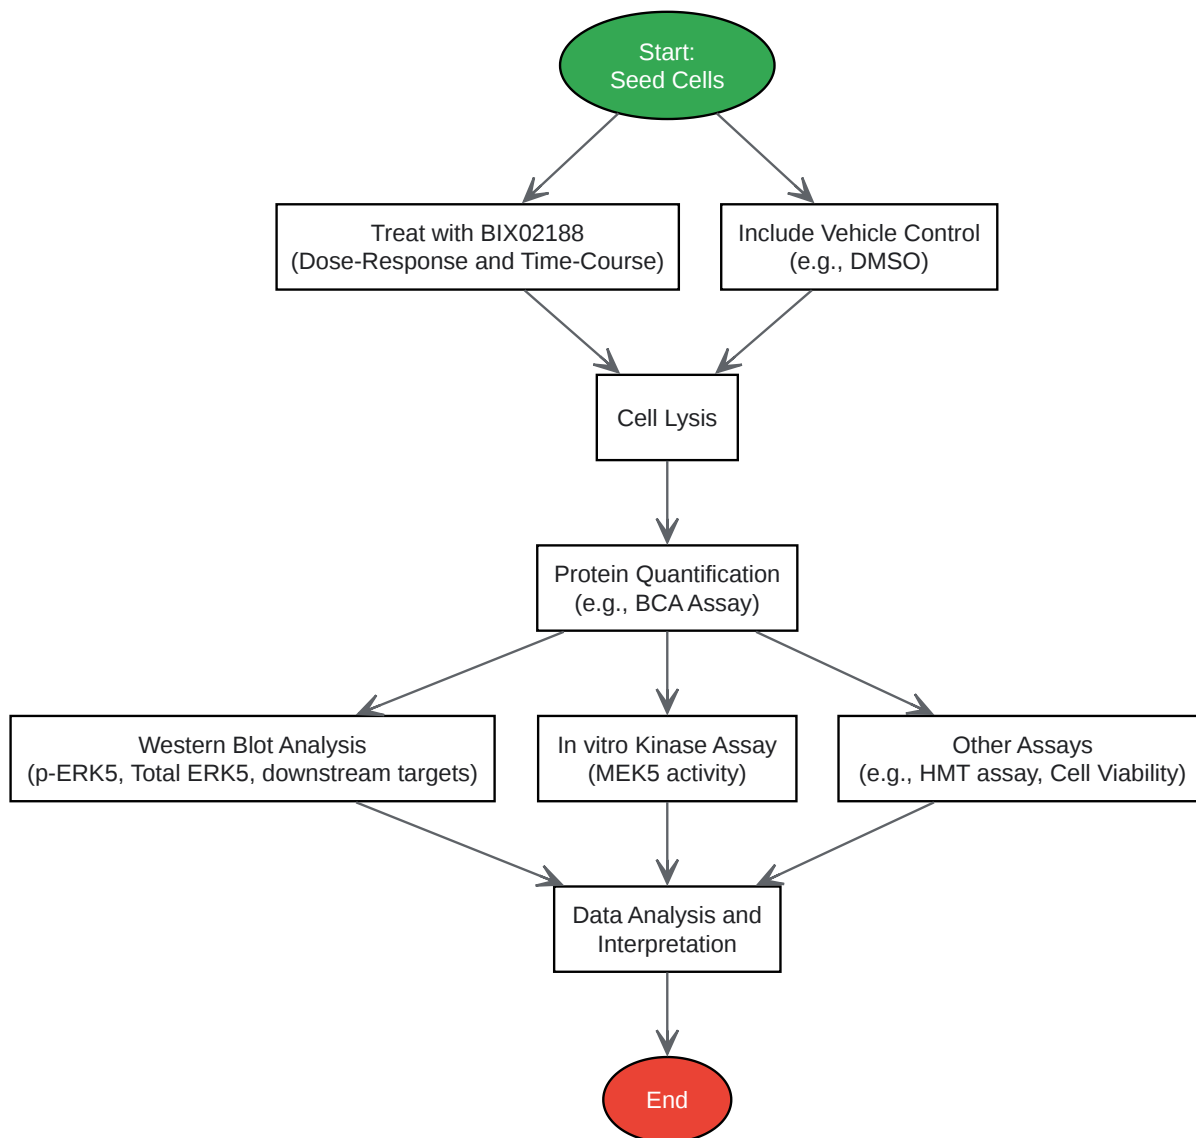 Start:
Seed Cells
Treat with BIX02188
(Dose-Response and Time-Course)
Include Vehicle Control
(e.g., DMSO)
Cell Lysis
Protein Quantification
(e.g., BCA Assay)
Western Blot Analysis
(p-ERK5, Total ERK5, downstream targets)
In vitro Kinase Assay
(MEK5 activity)
Other Assays
(e.g., HMT assay, Cell Viability)
Data Analysis and
Interpretation
End